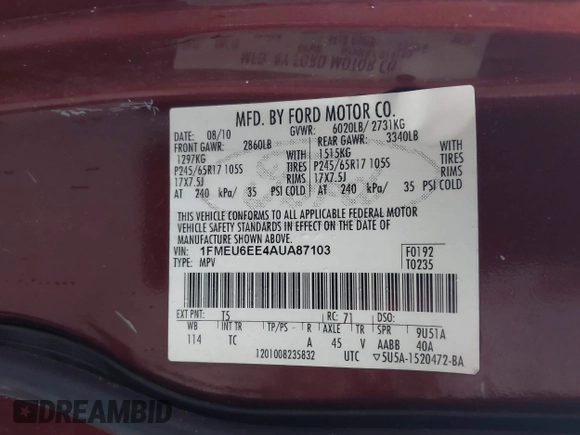 MFD. BY FORD MOTOR CO.
DATE: 08/10 GVWR: 6020LB/ 2731KG
FRONT GAWR: 2860LB REAR GAWR: 3340LB
1297KG WITH 1515KG WITH
P245/65R17 105S TIRES P245/65R17 105S TIRES
17X7.5J RIMS 17X7.5J RIMS
AT 240 kPa/ 35 PSI COLD AT 240 kPa/ 35 PSI COLD
THIS VEHICLE CONFORMS TO ALL APPLICABLE FEDERAL MOTOR
VEHICLE SAFETY STANDARDS IN EFFECT ON THE DATE OF
MANUFACTURE SHOWN ABOVE.
VIN: 1FMEU6EE4AUA87103 F0192
TYPE: MPV T0235
EXT PNT: T5 RC: 71 DSO:
WB INT TR TP/PS R AXLE TR SPR 9U51A
114 TC A 45 V AABB 40A
1201008235832 UTC ▽5U5A-1520472-BA
DREAMBID